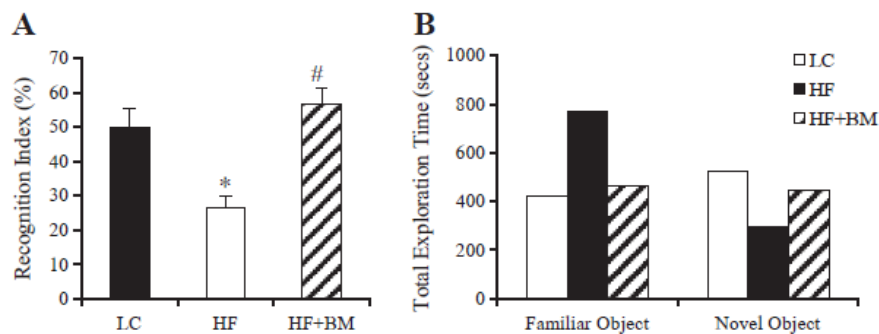 A
Recognition Index (%)
70
60
50
40
30
20
10
0
*
#
LC HF HF+BM
B
Total Exploration Time (secs)
1000
800
600
400
200
0
LC
HF
HF+BM
Familiar Object Novel Object